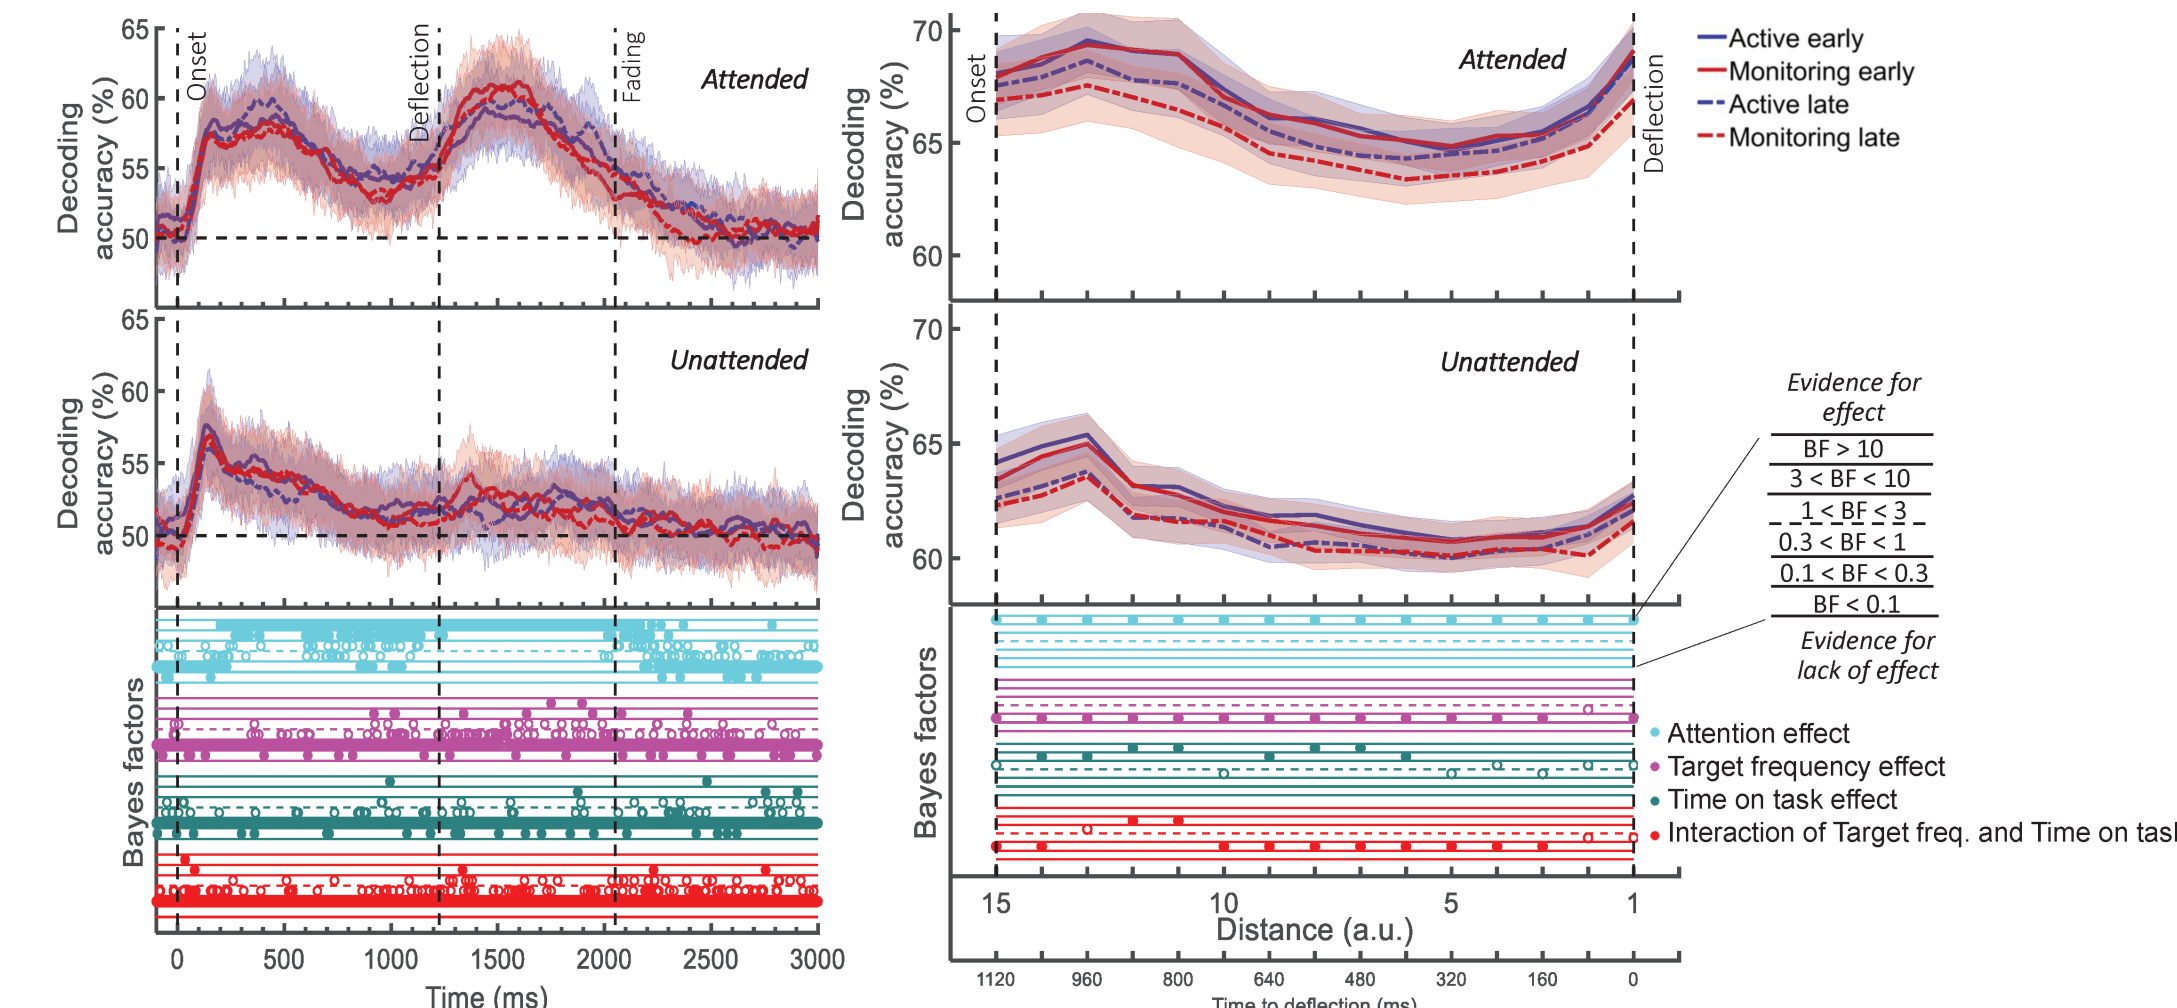 65
60
55
50
Decoding
accuracy (%)
Onset
Deflection
Fading
Attended
65
60
55
50
Decoding
accuracy (%)
Unattended
Bayes factors
0
500
1000
1500
2000
2500
3000
Time (ms)
70
65
60
Decoding
accuracy (%)
Onset
Attended
Deflection
70
65
60
Decoding
accuracy (%)
Unattended
Bayes factors
15
10
5
1
Distance (a.u.)
1120
960
800
640
480
320
160
0
Time to deflection (ms)
Active early
Monitoring early
Active late
Monitoring late
Evidence for
effect
BF > 10
3 < BF < 10
1 < BF < 3
0.3 < BF < 1
0.1 < BF < 0.3
BF < 0.1
Evidence for
lack of effect
Attention effect
Target frequency effect
Time on task effect
Interaction of Target freq. and Time on task